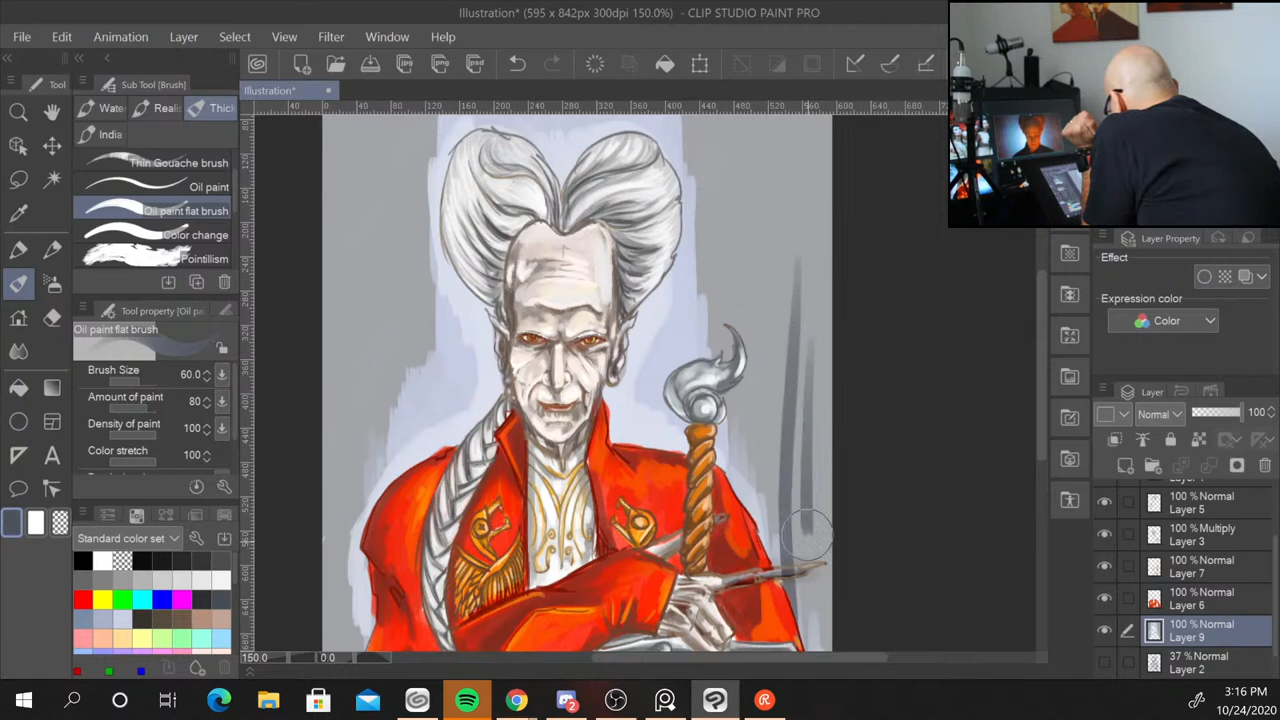 Illustration* (595 x 842px 300dpi 150.0%) - CLIP STUDIO PAINT PRO
File Edit Animation Layer Select View Filter Window Help
Tool
Sub Tool [Brush]
Illustration*
Wate Reali Thic
India
Thin Gouache brush
Oil paint
Oil paint flat brush
Color change
Pointillism
Tool property [Oil pa
Oil paint flat brush
Brush Size 60.0
Amount of paint 80
Density of paint 100
Color stretch 100
Standard color set
150.0 0.0
Layer Property
Effect
Expression color
Color
Layer
Normal 100
100 % Normal
Layer 5
100 % Multiply
Layer 3
100 % Normal
Layer 7
100 % Normal
Layer 6
100 % Normal
Layer 9
37 % Normal
Layer 2
2
3:16 PM
10/24/2020